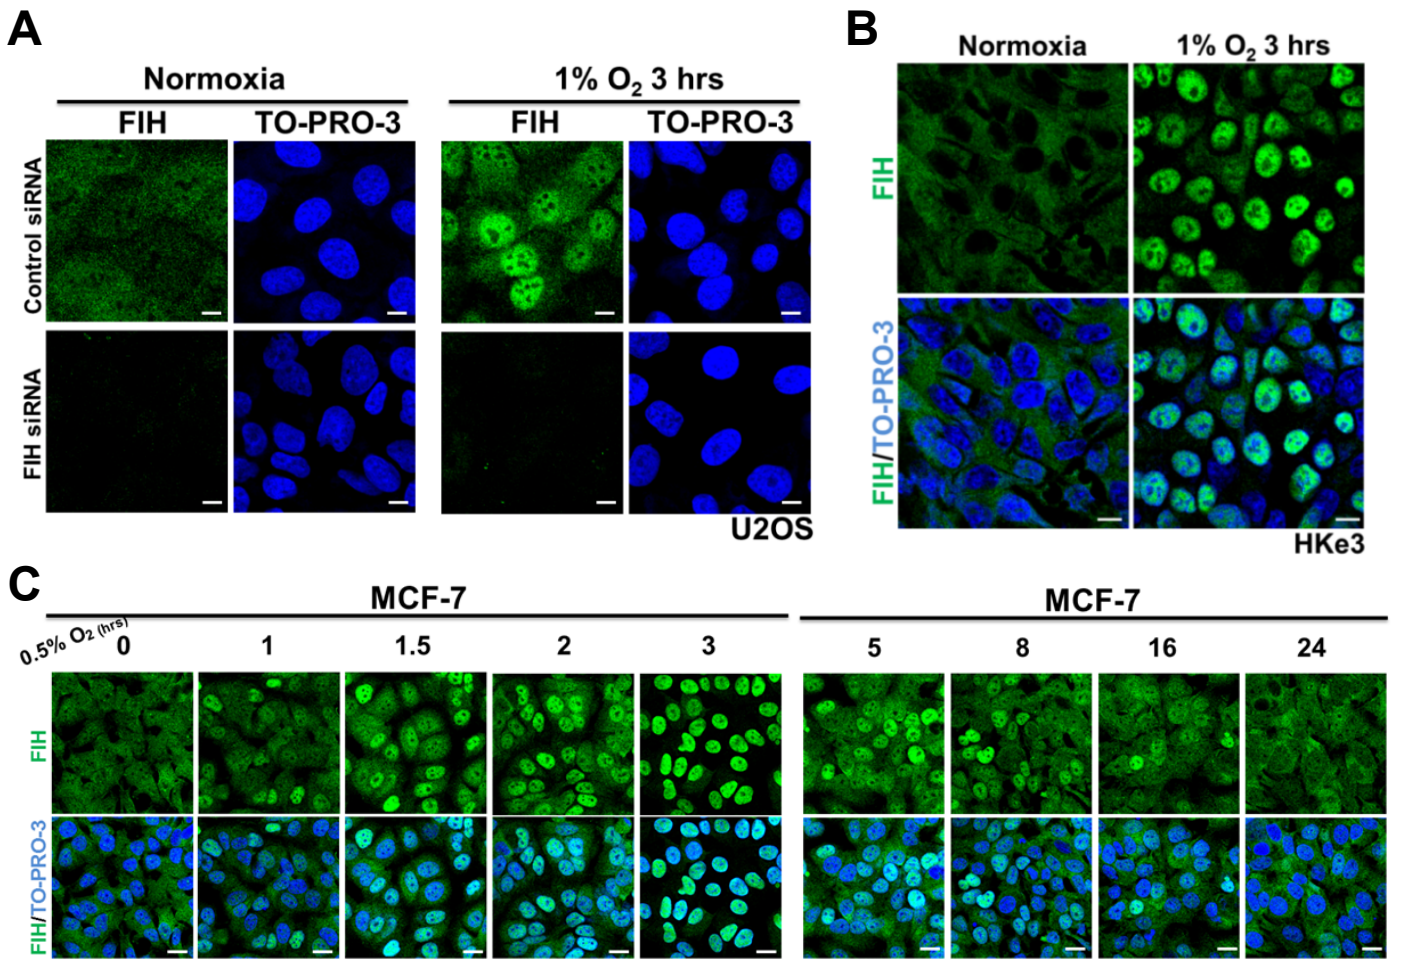 A
Normoxia
1% O2 3 hrs
FIH
TO-PRO-3
FIH
TO-PRO-3
Control siRNA
FIH siRNA
U2OS
B
Normoxia
1% O2 3 hrs
FIH
FIH/TO-PRO-3
HKe3
C
MCF-7
MCF-7
0.5% O2 (hrs)
0
1
1.5
2
3
5
8
16
24
FIH
FIH/TO-PRO-3